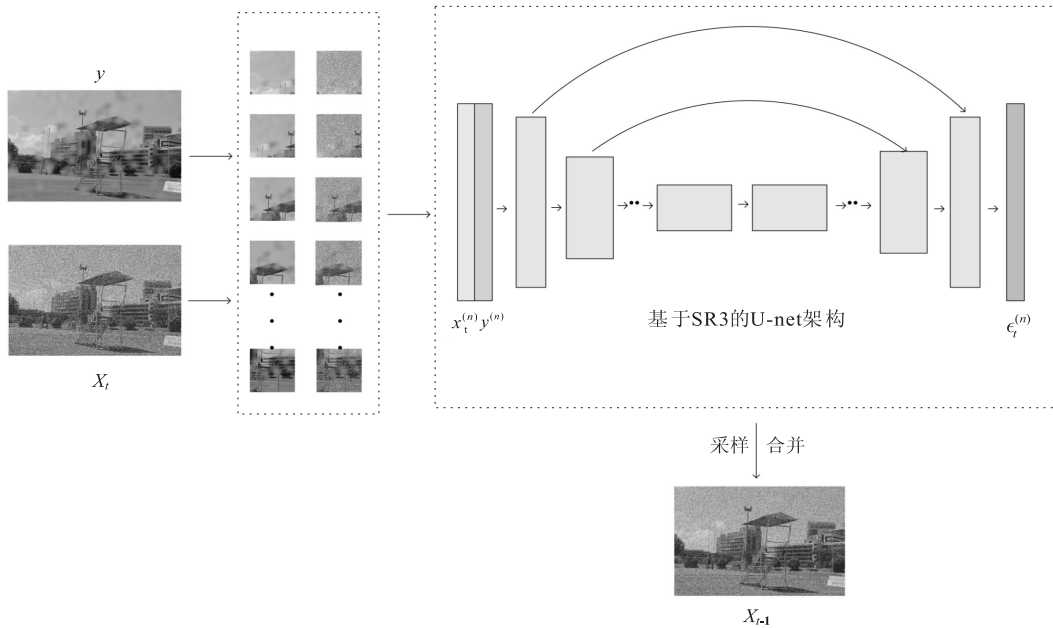 y
X_t
x_t^{(n)} y^{(n)}
基于SR3的U-net架构
ϵ_t^{(n)}
采样 合并
X_{t-1}